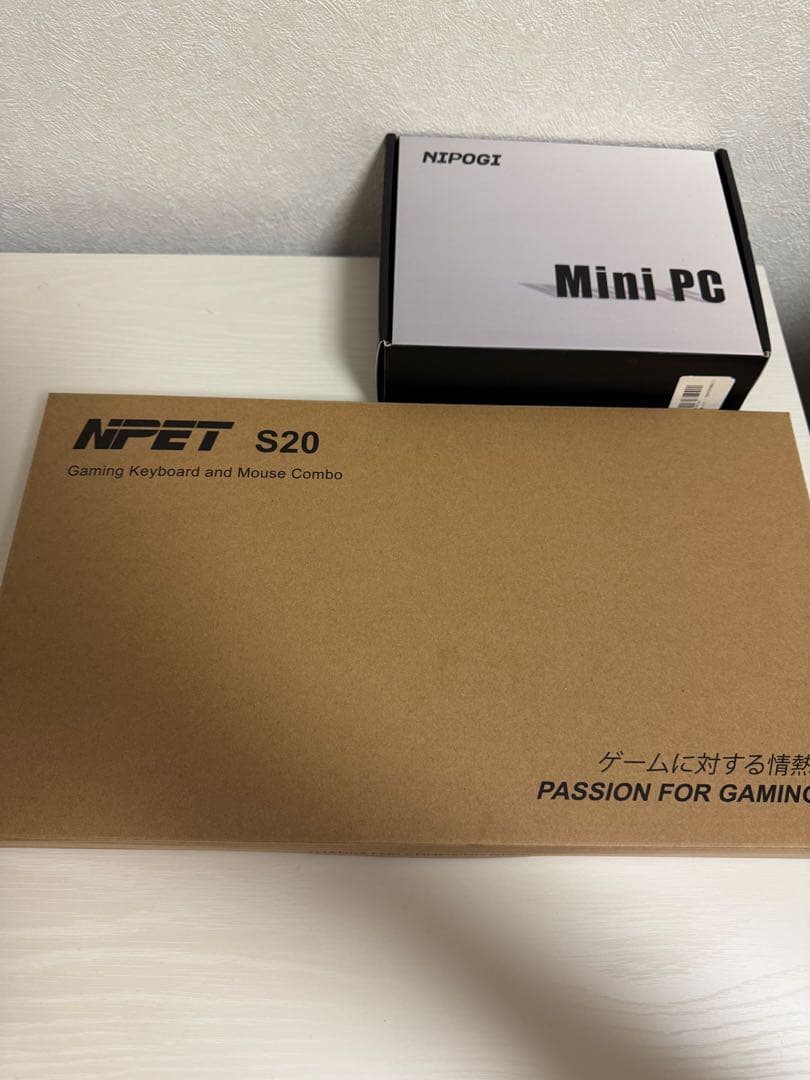 NIPOGI
Mini PC
NPET S20
Gaming Keyboard and Mouse Combo
ゲームに対する情熱
PASSION FOR GAMING